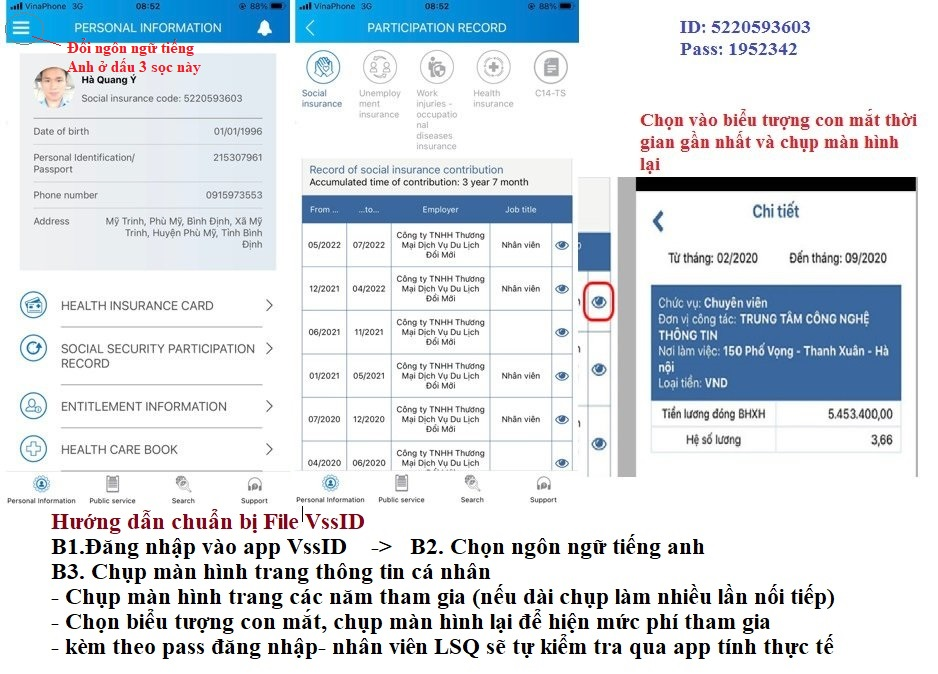 VinaPhone 3G 08:52 88%
PERSONAL INFORMATION
Đổi ngôn ngữ tiếng
Anh ở dấu 3 sọc này
Hà Quang Ý
Social insurance code: 5220593603
Date of birth 01/01/1996
Personal Identification/ 215307961
Passport
Phone number 0915973553
Address Mỹ Trinh, Phù Mỹ, Bình Định, Xã Mỹ
Trinh, Huyện Phù Mỹ, Tỉnh Bình
Định
HEALTH INSURANCE CARD
SOCIAL SECURITY PARTICIPATION
RECORD
ENTITLEMENT INFORMATION
HEALTH CARE BOOK
Personal Information Public service Search Support
VinaPhone 3G 08:52 88%
PARTICIPATION RECORD
Social
insurance
Unemploy
ment
insurance
Work
injuries -
occupatio
nal
diseases
insurance
Health
insurance
C14-TS
Record of social insurance contribution
Accumulated time of contribution: 3 year 7 month
From ... ...to... Employer Job title
05/2022 07/2022 Công ty TNHH Thương Mại Dịch Vụ Du Lịch Đổi Mới Nhân viên
12/2021 04/2022 Công ty TNHH Thương Mại Dịch Vụ Du Lịch Đổi Mới Nhân viên
06/2021 11/2021 Công ty TNHH Thương Mại Dịch Vụ Du Lịch Đổi Mới
01/2021 05/2021 Công ty TNHH Thương Mại Dịch Vụ Du Lịch Đổi Mới Nhân viên
07/2020 12/2020 Công ty TNHH Thương Mại Dịch Vụ Du Lịch Đổi Mới Nhân viên
04/2020 06/2020 Công ty TNHH Thương Mại Dịch Vụ Du Lịch
Personal Information Public service Search Support
ID: 5220593603
Pass: 1952342
Chọn vào biểu tượng con mắt thời
gian gần nhất và chụp màn hình
lại
Chi tiết
Từ tháng: 02/2020 Đến tháng: 09/2020
Chức vụ: Chuyên viên
Đơn vị công tác: TRUNG TÂM CÔNG NGHỆ
THÔNG TIN
Nơi làm việc: 150 Phố Vọng - Thanh Xuân - Hà
nội
Loại tiền: VND
Tiền lương đóng BHXH 5.453.400,00
Hệ số lương 3,66
Hướng dẫn chuẩn bị File VssID
B1.Đăng nhập vào app VssID -> B2. Chọn ngôn ngữ tiếng anh
B3. Chụp màn hình trang thông tin cá nhân
- Chụp màn hình trang các năm tham gia (nếu dài chụp làm nhiều lần nối tiếp)
- Chọn biểu tượng con mắt, chụp màn hình lại để hiện mức phí tham gia
- kèm theo pass đăng nhập- nhân viên LSQ sẽ tự kiểm tra qua app tính thực tế